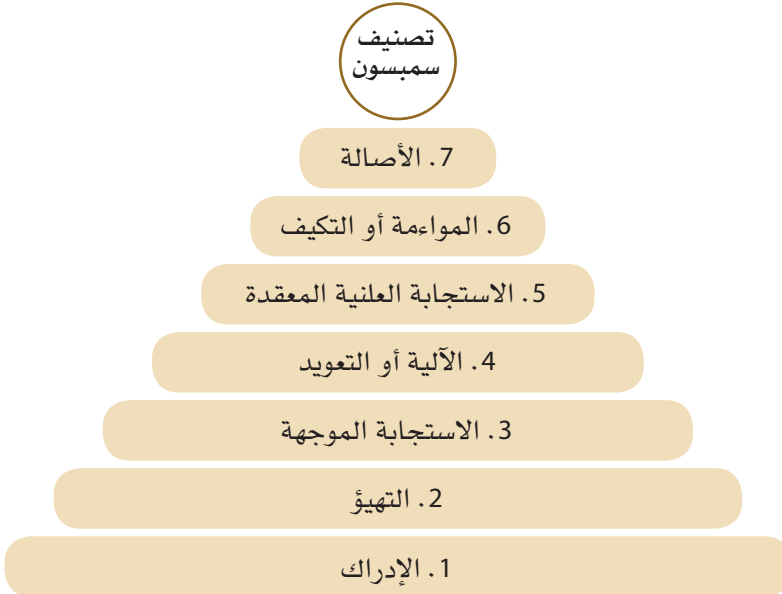 تصنيف
سمبسون
7. الأصالة
6. المواءمة أو التكيف
5. الاستجابة العلنية المعقدة
4. الآلية أو التعويد
3. الاستجابة الموجهة
2. التهيؤ
1. الإدراك